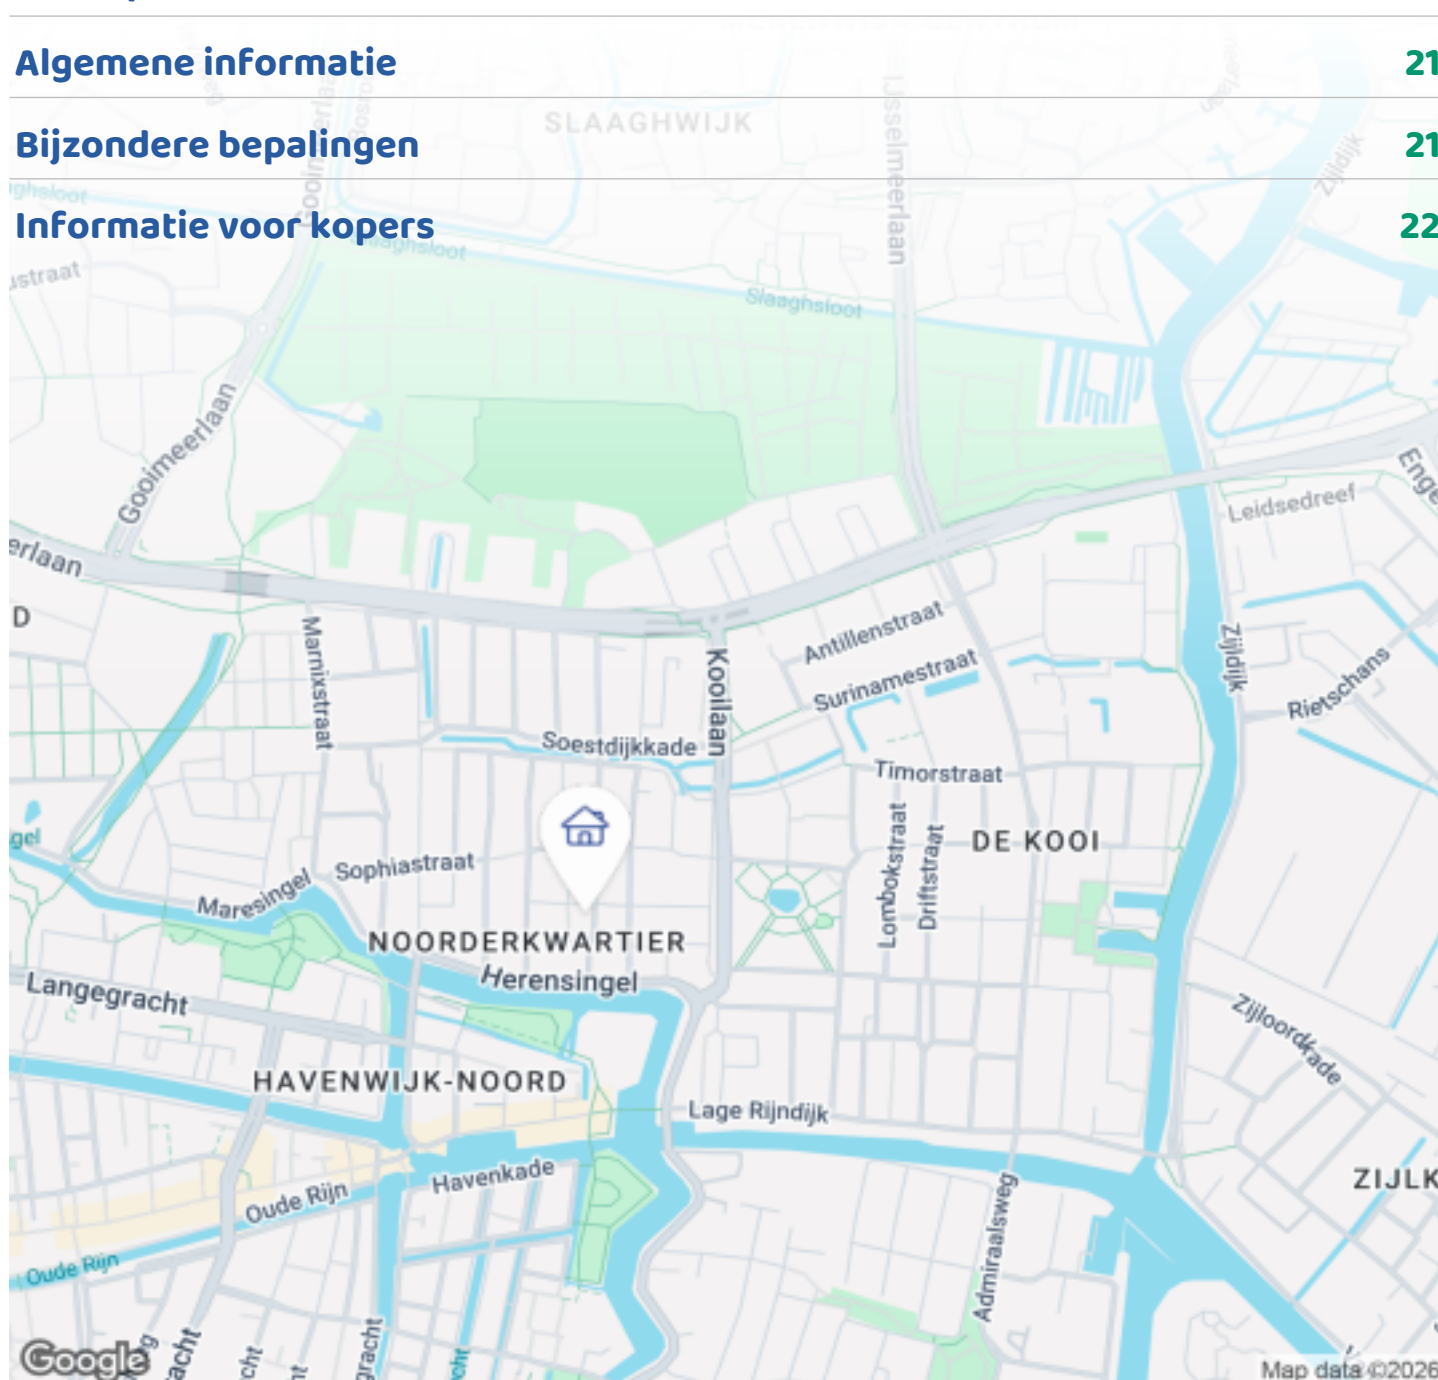 Algemene informatie 21
Bijzondere bepalingen 21
Informatie voor kopers 22
SLAAGHWIJK
IJsselmeerlaan
Zijldijk
Gooimeerlaan
Slaaghsloot
Slaaghsloot
Gooimeerlaan
Leidsedreef
erlaan
D
Marnixstraat
Kooilaan
Antillenstraat
Surinamestraat
Zijldijk
Rietschans
Soestdijkkade
Timorstraat
Lombokstraat
Driftstraat
DE KOOI
Sophiastraat
Maresingel
NOORDERKWARTIER
Herensingel
Langegracht
Zijloordkade
HAVENWIJK-NOORD
Lage Rijndijk
Havenkade
Oude Rijn
Admiraalsweg
ZIJLK
Oude Rijn
Google
Map data ©2026